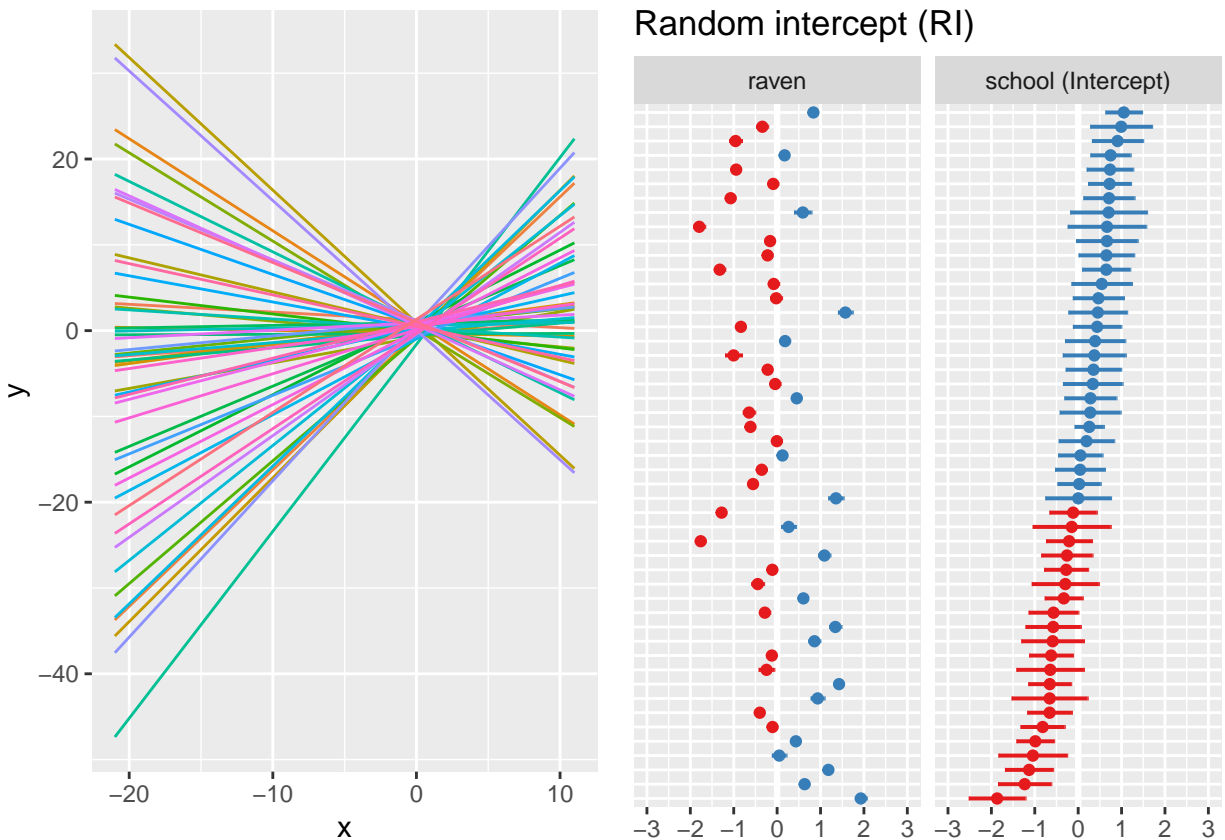 20
0
−20
−40
y
−20 −10 0 10
x
Random intercept (RI)
raven school (Intercept)
−3 −2 −1 0 1 2 3 −3 −2 −1 0 1 2 3